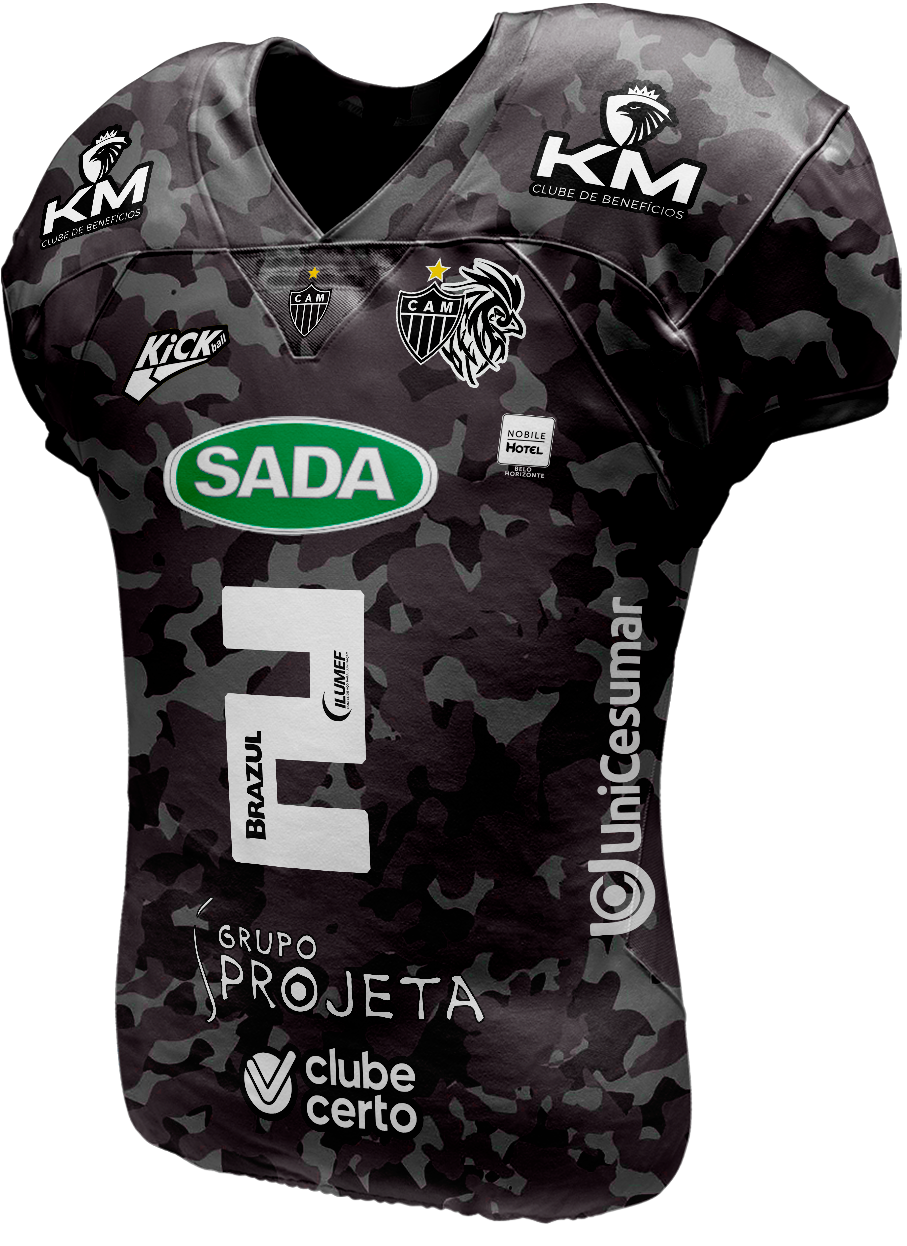 KM
CLUBE DE BENEFÍCIOS
KM
CLUBE DE BENEFÍCIOS
CAM
CAM
KiCK
ball
SADA
NOBILE
HOTEL
BELO
HORIZONTE
2
ILUMEF
BRAZUL
UniCesumar
GRUPO
PROJETA
clube
certo